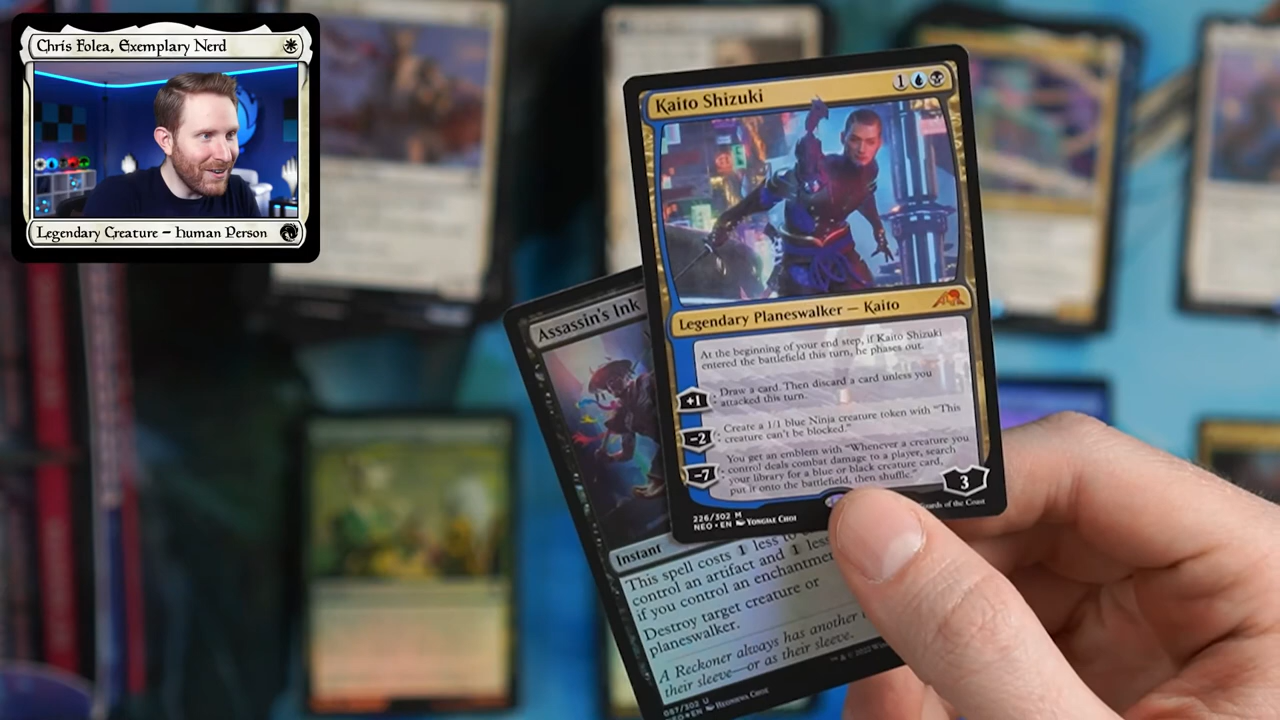 Chris Folea, Exemplary Nerd
Legendary Creature – Human Person
Kaito Shizuki
1
Legendary Planeswalker — Kaito
At the beginning of your end step, if Kaito Shizuki
entered the battlefield this turn, he phases out.
+1: Draw a card. Then discard a card unless you
attacked this turn.
-2: Create a 1/1 blue Ninja creature token with "This
creature can't be blocked."
-7: You get an emblem with "Whenever a creature you
control deals combat damage to a player, search
your library for a blue or black creature card,
put it onto the battlefield, then shuffle."
3
226/302 M
NEO • EN Yongjae Choi
of the Coast
Assassin's Ink
Instant
This spell costs 1 less to
control an artifact and 1 less
if you control an enchantment
Destroy target creature or
planeswalker.
A Reckoner always has another
their sleeve—or as their sleeve.
087/302 U
NEO EN
™ & © 2022